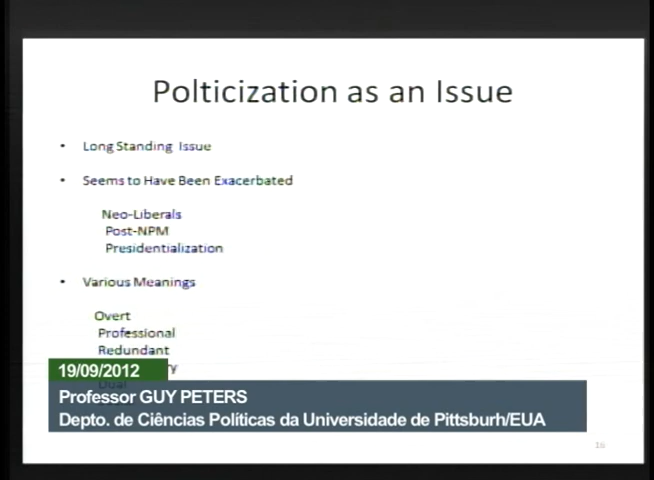 Polticization as an Issue
• Long Standing Issue
• Seems to Have Been Exacerbated
Neo-Liberals
Post-NPM
Presidentialization
• Various Meanings
Overt
Professional
Redundant
Dual
19/09/2012
Professor GUY PETERS
Depto. de Ciências Políticas da Universidade de Pittsburh/EUA
16